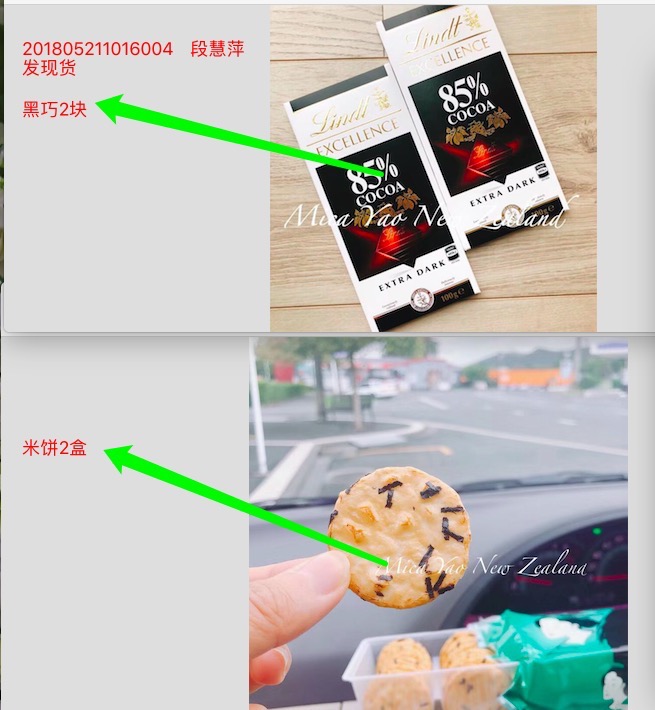 201805211016004 段慧萍
发现货
黑巧2块
Lindt
EXCELLENCE
85%
COCOA
EXTRA DARK
Lindt
EXCELLENCE
85%
COCOA
EXTRA DARK
100g e
Mica Yao New Zealand
米饼2盒
Mica Yao New Zealand